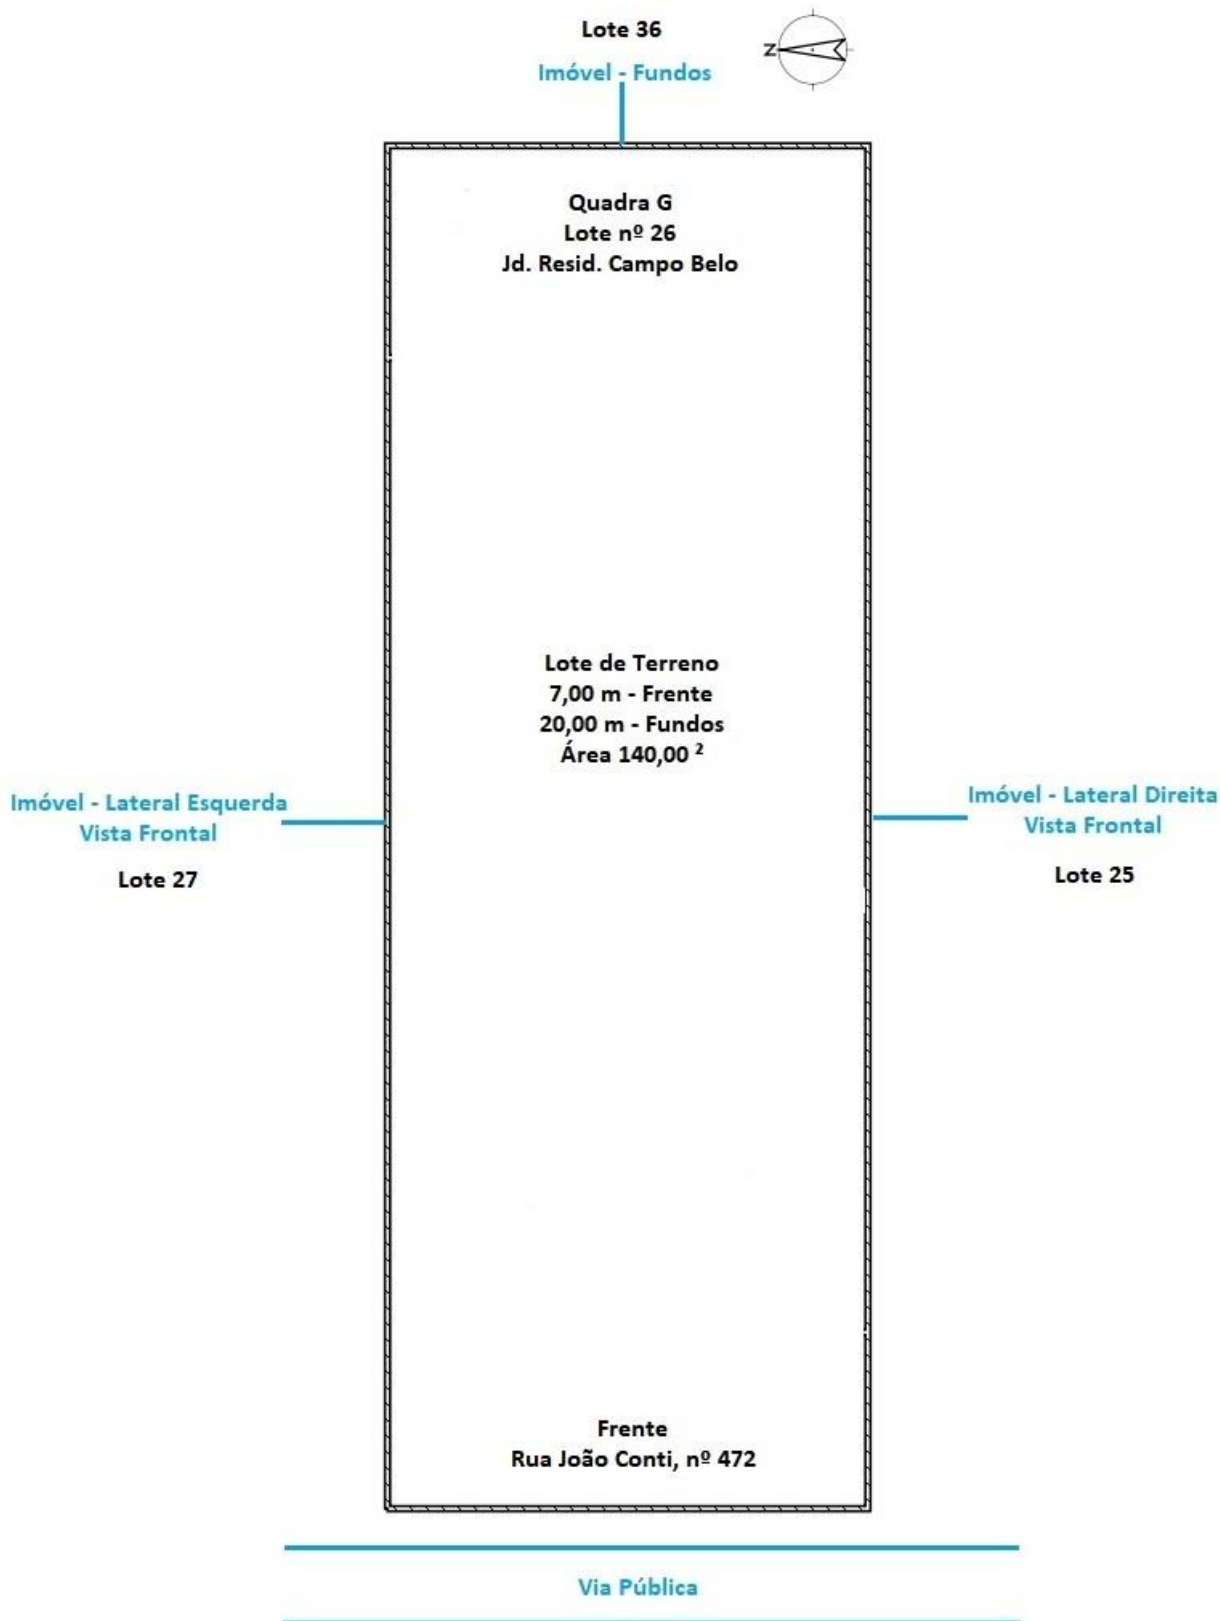 Lote 36
Imóvel - Fundos
Z
Quadra G
Lote nº 26
Jd. Resid. Campo Belo
Lote de Terreno
7,00 m - Frente
20,00 m - Fundos
Área 140,00 ²
Imóvel - Lateral Esquerda
Vista Frontal
Lote 27
Imóvel - Lateral Direita
Vista Frontal
Lote 25
Frente
Rua João Conti, nº 472
Via Pública